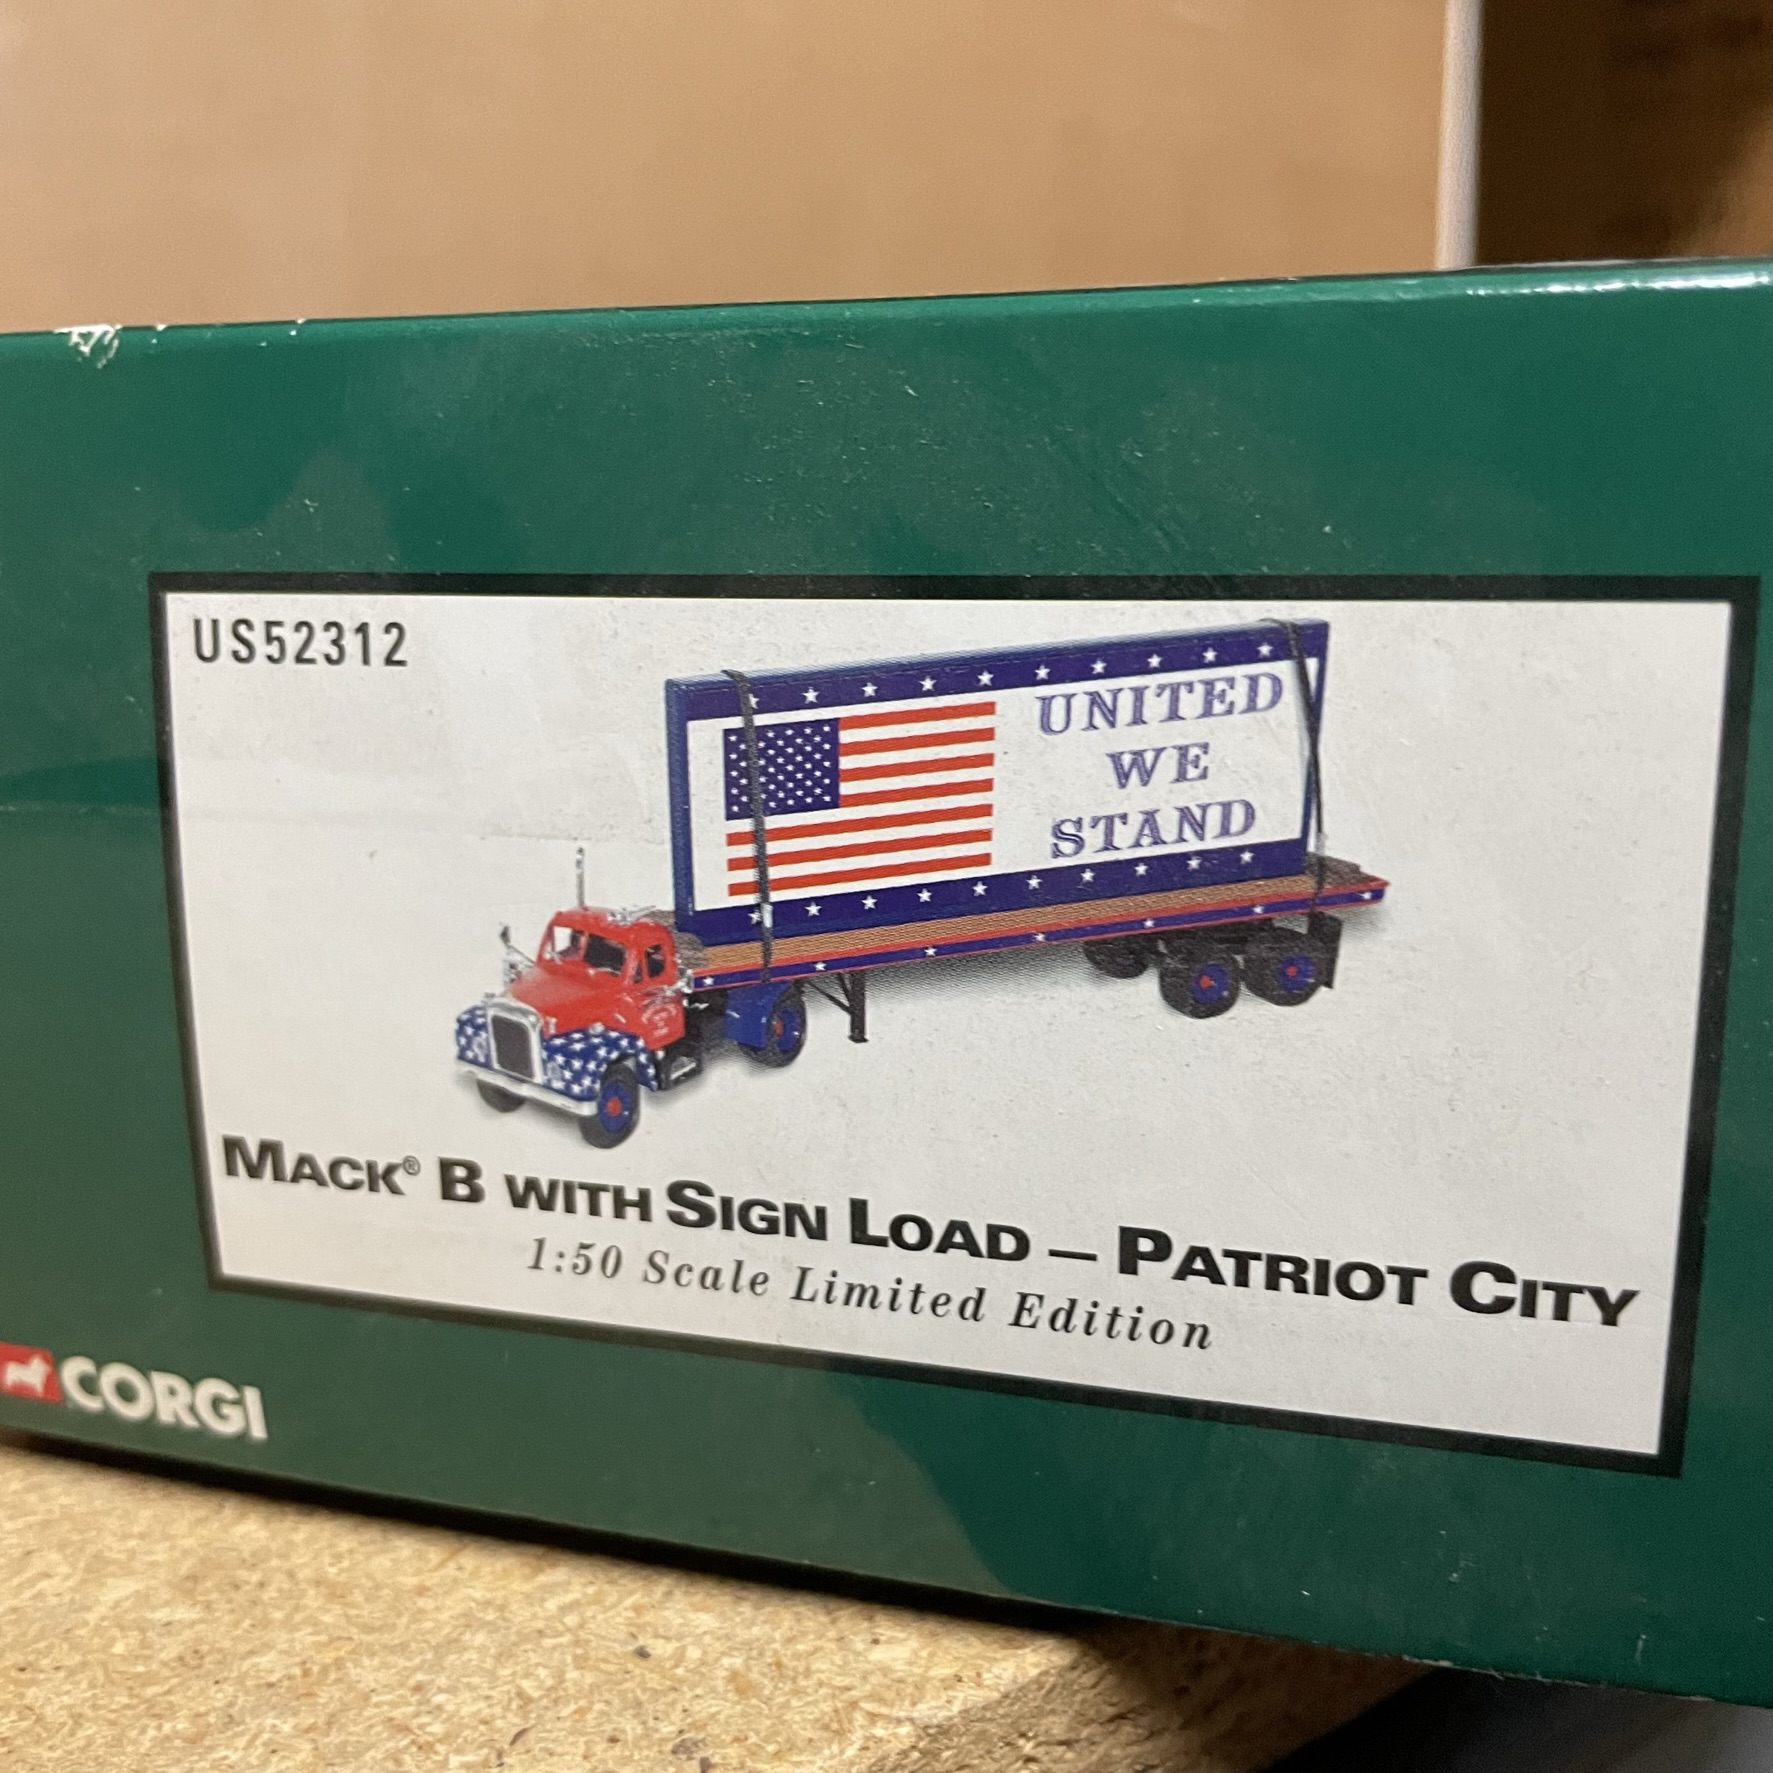 US52312
UNITED
WE
STAND
MACK® B WITH SIGN LOAD – PATRIOT CITY
1:50 Scale Limited Edition
CORGI